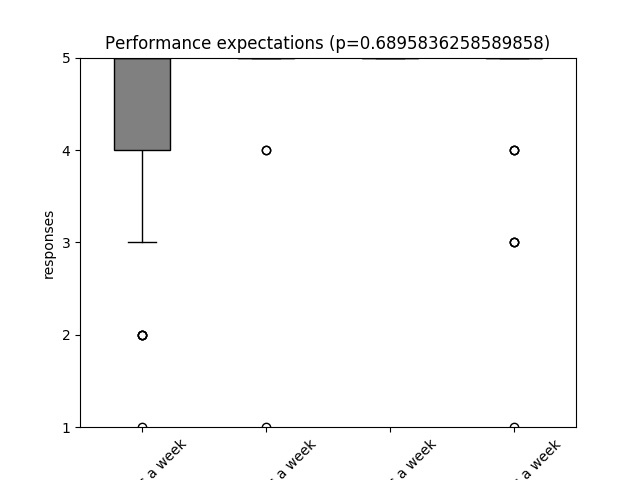 Performance expectations (p=0.6895836258589858)
responses
5
4
3
2
1
a week
a week
a week
a week